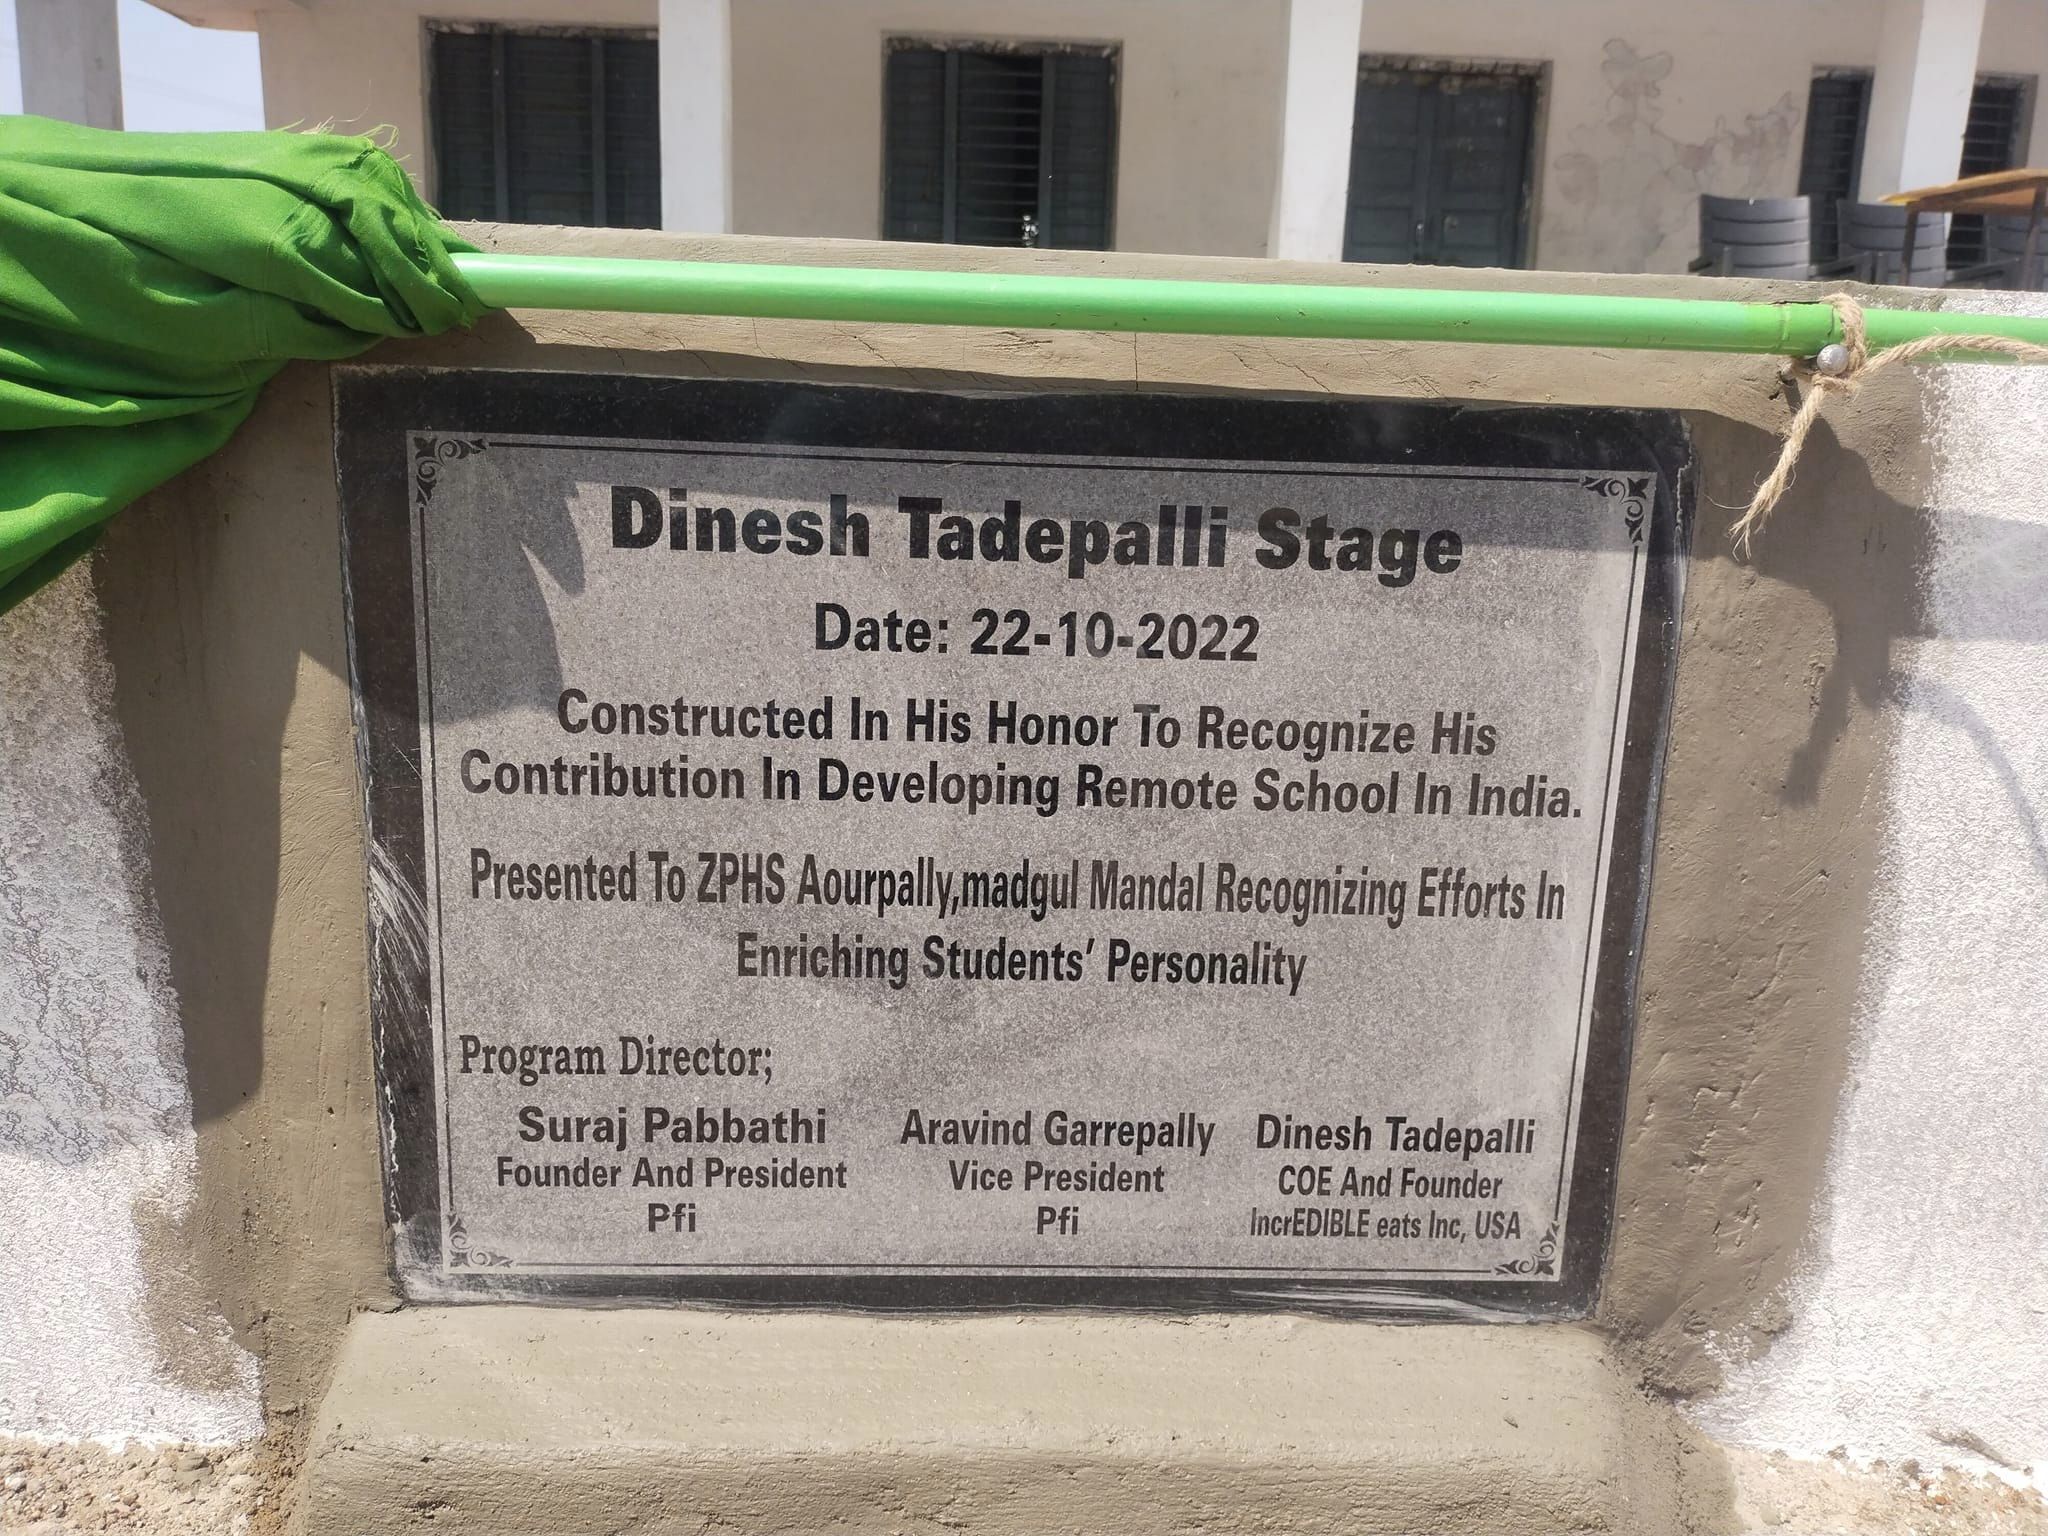 Dinesh Tadepalli Stage
Date: 22-10-2022
Constructed In His Honor To Recognize His
Contribution In Developing Remote School In India.
Presented To ZPHS Aourpally,madgul Mandal Recognizing Efforts In
Enriching Students' Personality
Program Director;
Suraj Pabbathi
Founder And President
Pfi
Aravind Garrepally
Vice President
Pfi
Dinesh Tadepalli
COE And Founder
IncrEDIBLE eats Inc, USA